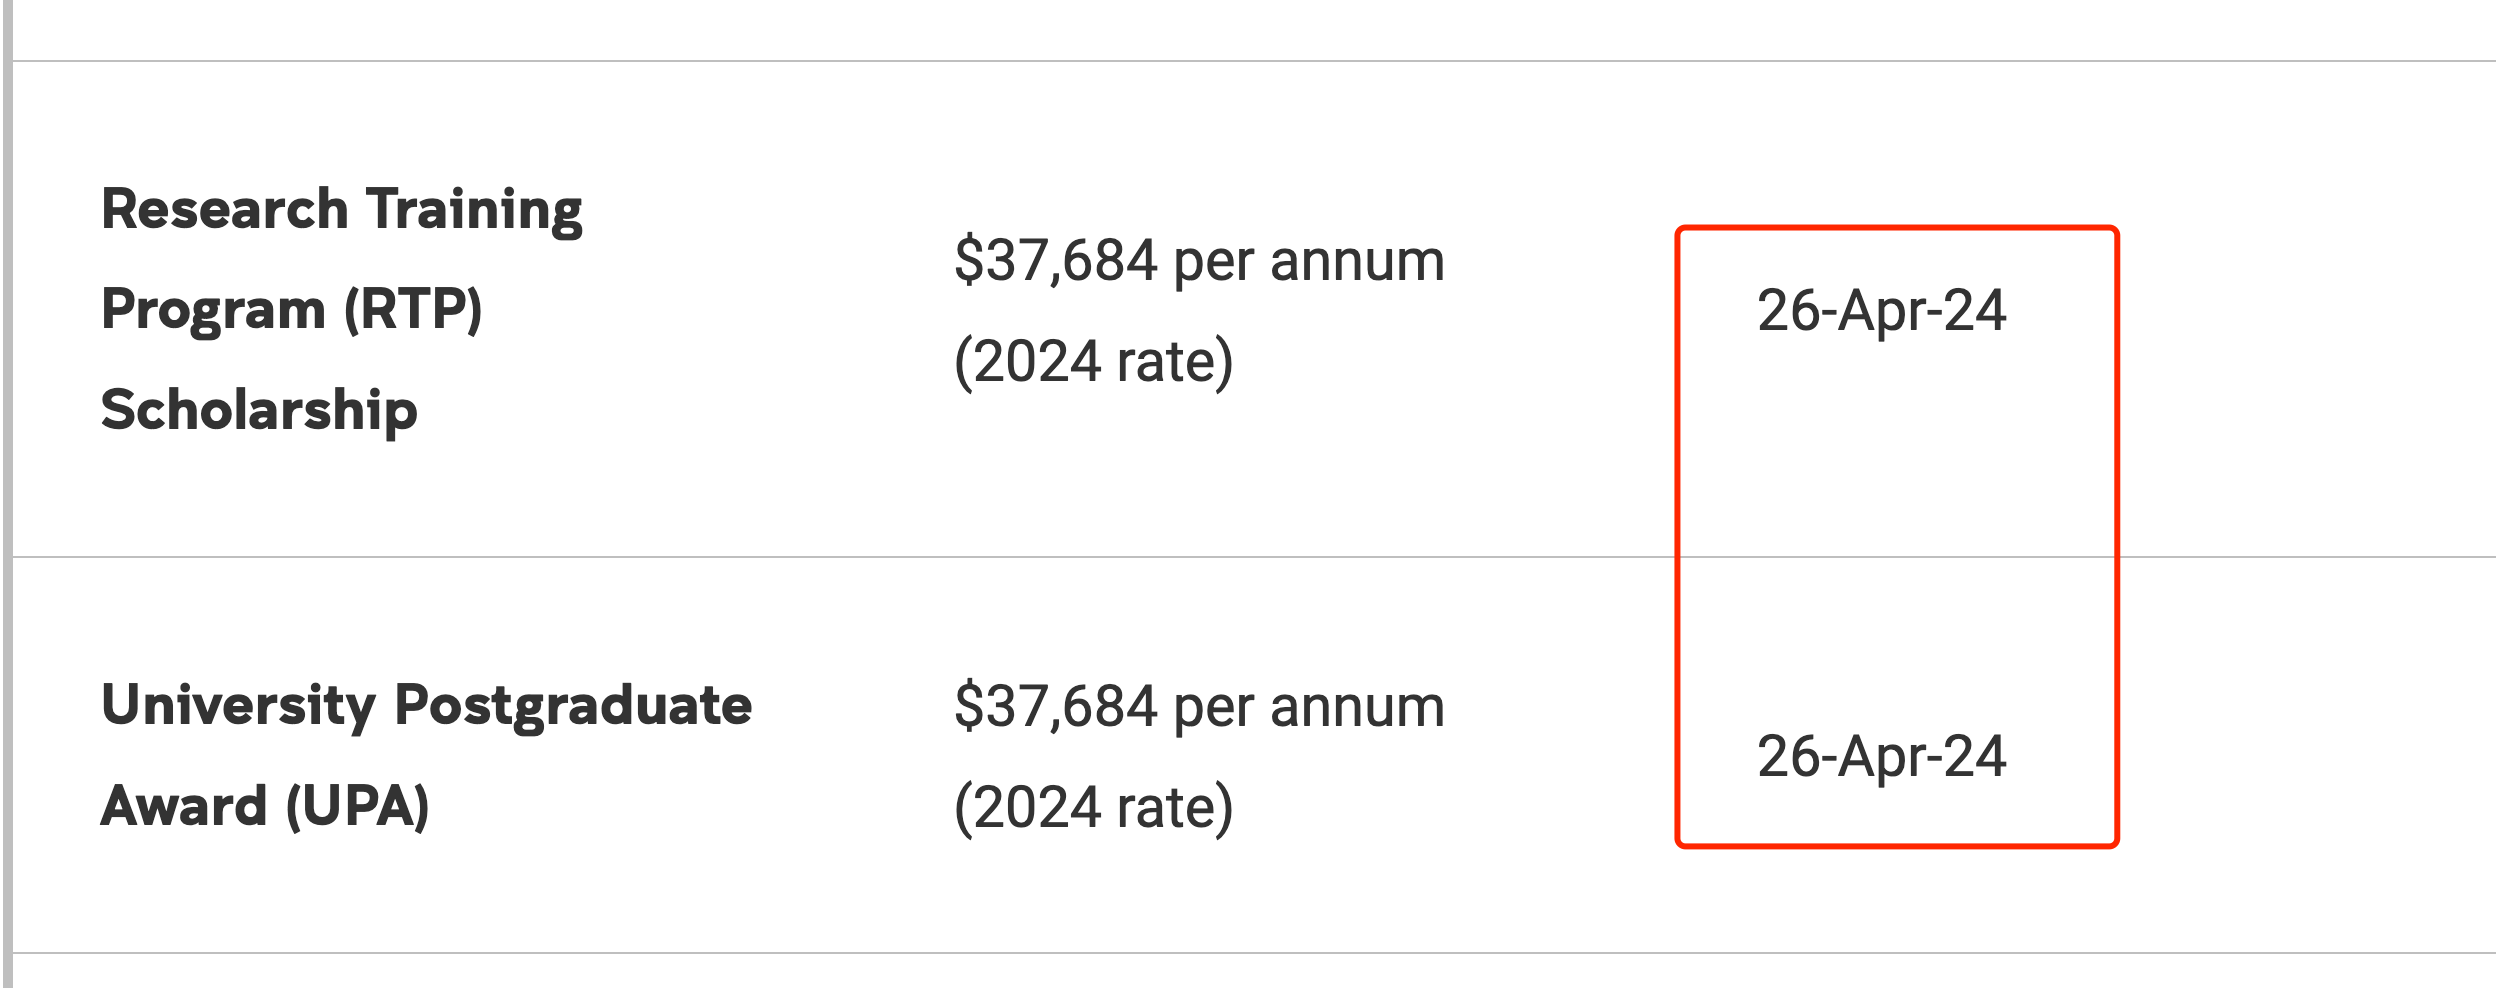 Research Training
Program (RTP)
Scholarship
$37,684 per annum
(2024 rate)
26-Apr-24
University Postgraduate
Award (UPA)
$37,684 per annum
(2024 rate)
26-Apr-24